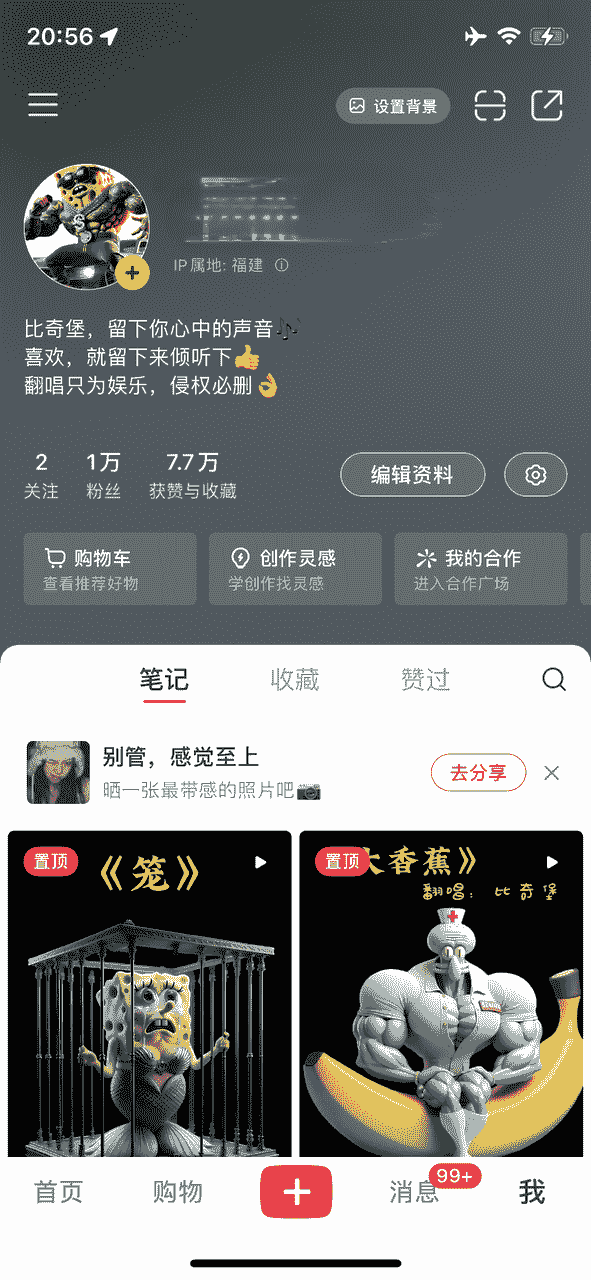 20:56
设置背景
IP属地: 福建
比奇堡，留下你心中的声音🎶
喜欢，就留下来倾听下👍
翻唱只为娱乐，侵权必删👌
2 1万 7.7万
关注 粉丝 获赞与收藏
编辑资料
购物车 创作灵感 我的合作
查看推荐好物 学创作找灵感 进入合作广场
笔记 收藏 赞过
别管，感觉至上
晒一张最带感的照片吧📷
去分享
置顶
《笼》
置顶
大香蕉》
翻唱：比奇堡
首页 购物 消息 99+ 我